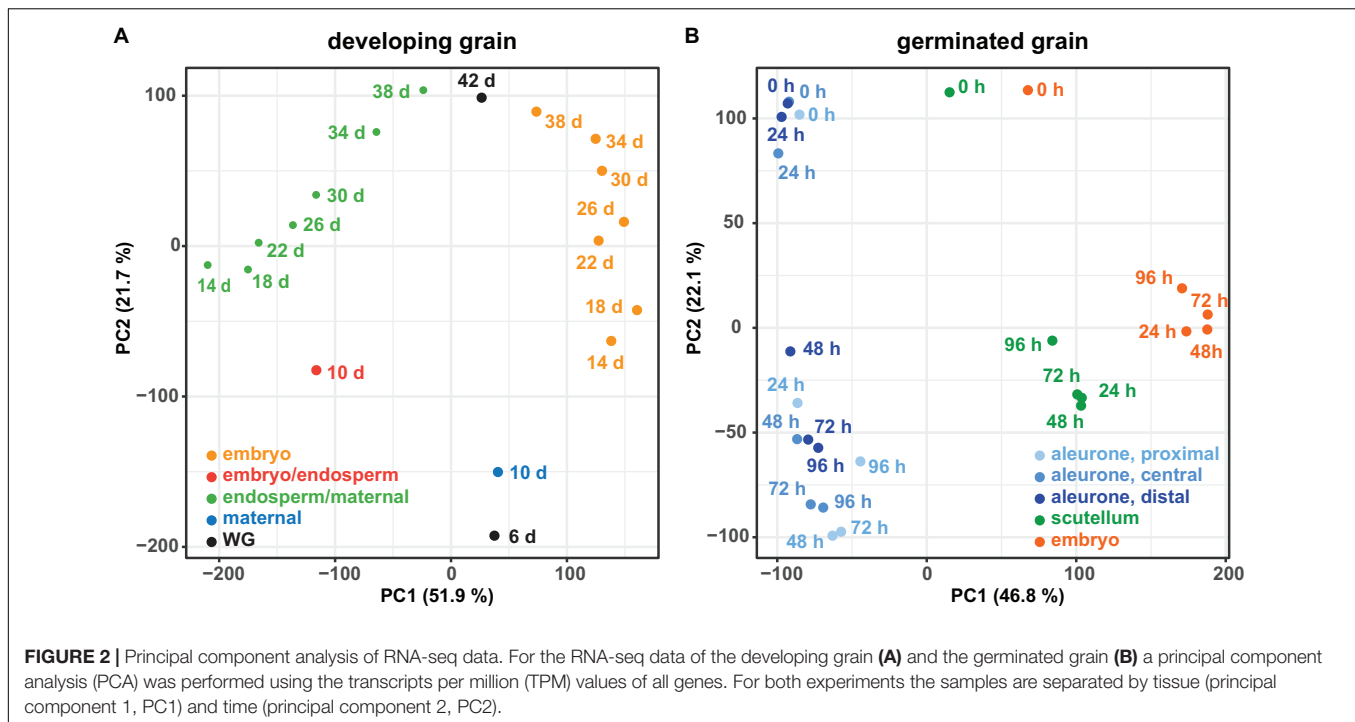 A
developing grain
PC2 (21.7 %)
100
0
−100
−200
42 d
38 d
34 d
30 d
26 d
22 d
18 d
14 d
38 d
34 d
30 d
26 d
22 d
18 d
14 d
10 d
10 d
6 d
embryo
embryo/endosperm
endosperm/maternal
maternal
WG
−200
−100
0
100
PC1 (51.9 %)
B
germinated grain
PC2 (22.1 %)
100
50
0
−50
−100
0 h
0 h
0 h
24 h
24 h
0 h
0 h
96 h
72 h
24 h
48h
96 h
72 h
24 h
48 h
48 h
24 h
48 h
72 h
96 h
96 h
72 h
96 h
48 h
72 h
aleurone, proximal
aleurone, central
aleurone, distal
scutellum
embryo
−100
0
100
200
PC1 (46.8 %)
FIGURE 2 | Principal component analysis of RNA-seq data. For the RNA-seq data of the developing grain (A) and the germinated grain (B) a principal component
analysis (PCA) was performed using the transcripts per million (TPM) values of all genes. For both experiments the samples are separated by tissue (principal
component 1, PC1) and time (principal component 2, PC2).